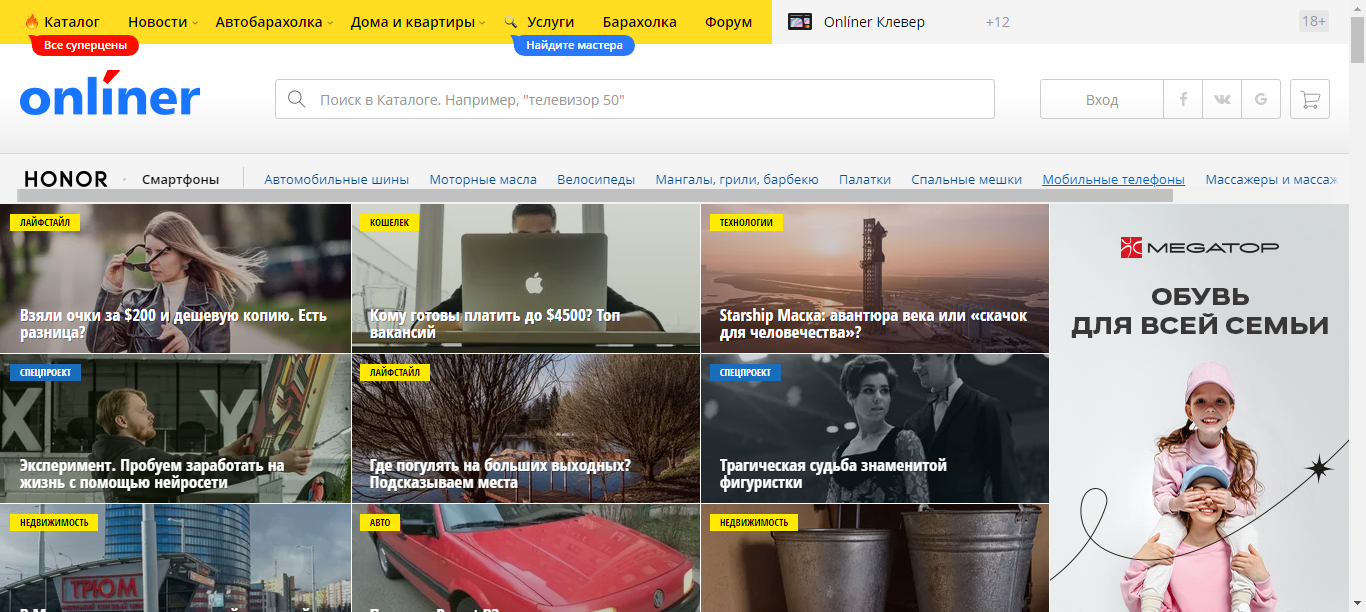 Каталог Новости Автобарахолка Дома и квартиры Услуги Барахолка Форум Onlíner Клевер +12 18+
Все суперцены Найдите мастера
onlíner
Поиск в Каталоге. Например, "телевизор 50"
Вход
HONOR Смартфоны Автомобильные шины Моторные масла Велосипеды Мангалы, грили, барбекю Палатки Спальные мешки Мобильные телефоны Массажеры и массаж
ЛАЙФСТАЙЛ
Взяли очки за $200 и дешевую копию. Есть
разница?
КОШЕЛЕК
Кому готовы платить до $4500? Топ
вакансий
ТЕХНОЛОГИИ
Starship Маска: авантюра века или «скачок
для человечества»?
MEGATOP
ОБУВЬ
ДЛЯ ВСЕЙ СЕМЬИ
СПЕЦПРОЕКТ
Эксперимент. Пробуем заработать на
жизнь с помощью нейросети
ЛАЙФСТАЙЛ
Где погулять на больших выходных?
Подсказываем места
СПЕЦПРОЕКТ
Трагическая судьба знаменитой
фигуристки
НЕДВИЖИМОСТЬ
ТРЮМ
АВТО
НЕДВИЖИМОСТЬ